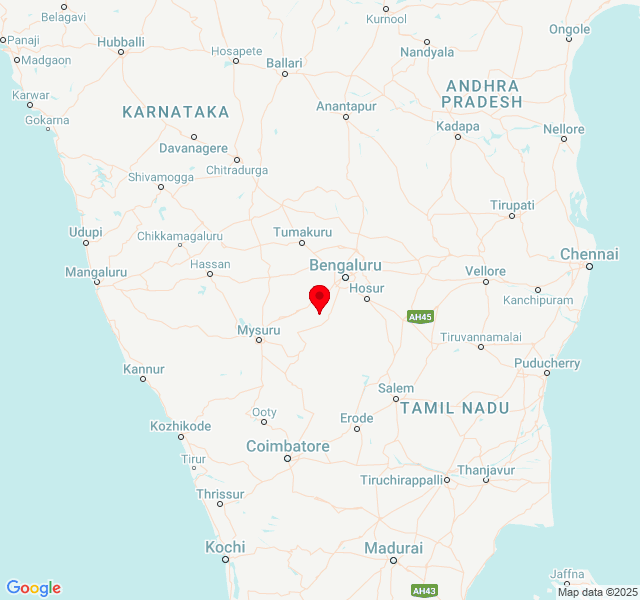 Belagavi
Kurnool
Panaji
Hubballi
Ongole
Madgaon
Hosapete
Nandyala
Ballari
Karwar
ANDHRA
PRADESH
Gokarna
KARNATAKA
Anantapur
Kadapa
Nellore
Davanagere
Chitradurga
Shivamogga
Tirupati
Udupi
Chikkamagaluru
Tumakuru
Chennai
Mangaluru
Hassan
Bengaluru
Vellore
Hosur
Kanchipuram
AH45
Mysuru
Tiruvannamalai
Kannur
Puducherry
Salem
TAMIL NADU
Ooty
Erode
Kozhikode
Coimbatore
Tirur
Thanjavur
Tiruchirappalli
Thrissur
Kochi
Madurai
Jaffna
Google
AH43
Map data ©2025